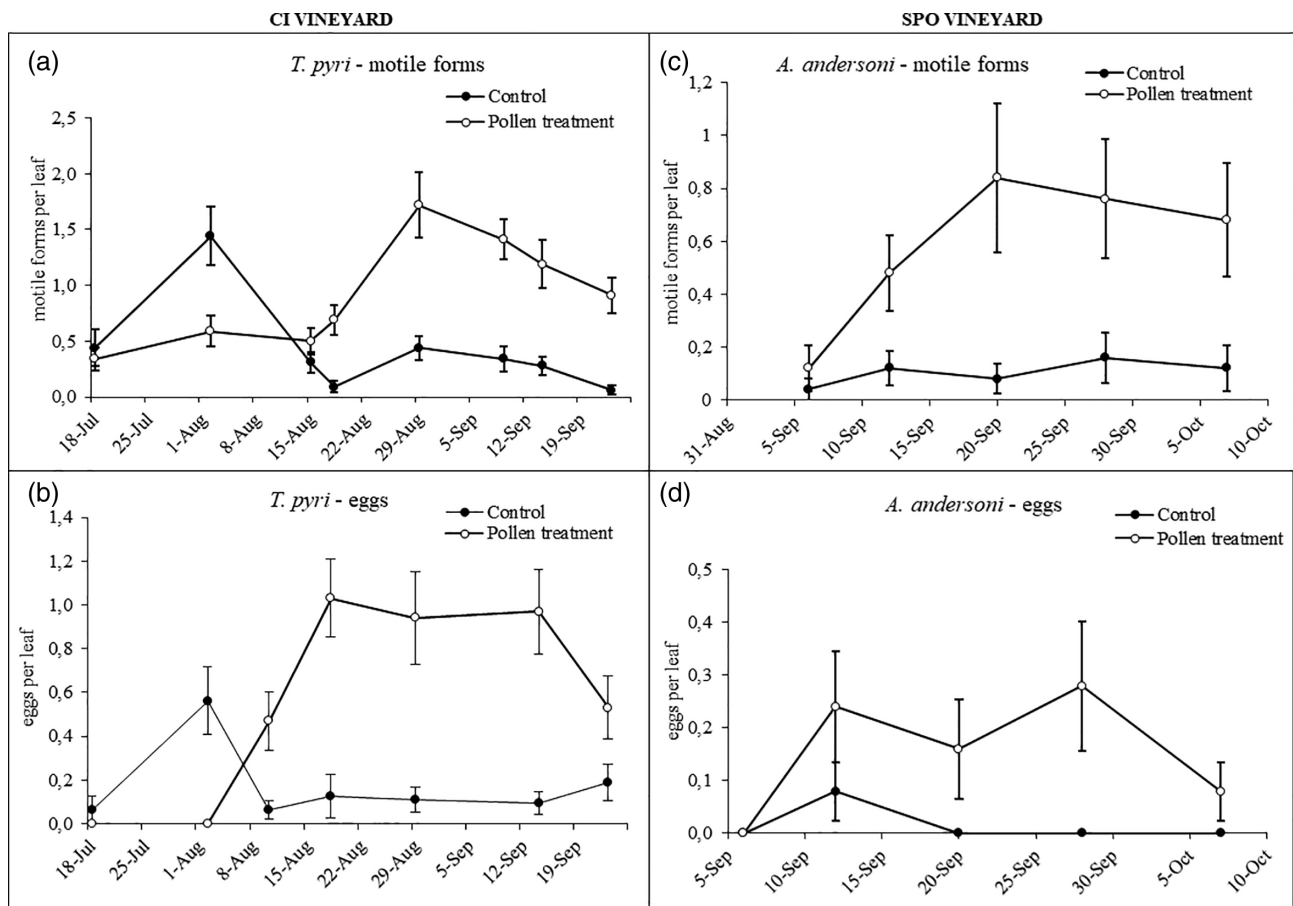 CI VINEYARD
SPO VINEYARD
(a)
T. pyri - motile forms
Control
Pollen treatment
motile forms per leaf
2,5
2,0
1,5
1,0
0,5
0,0
18-Jul 25-Jul 1-Aug 8-Aug 15-Aug 22-Aug 29-Aug 5-Sep 12-Sep 19-Sep
(c)
A. andersoni - motile forms
Control
Pollen treatment
motile forms per leaf
1,2
1
0,8
0,6
0,4
0,2
0
31-Aug 5-Sep 10-Sep 15-Sep 20-Sep 25-Sep 30-Sep 5-Oct 10-Oct
(b)
T. pyri - eggs
Control
Pollen treatment
eggs per leaf
1,4
1,2
1,0
0,8
0,6
0,4
0,2
0,0
18-Jul 25-Jul 1-Aug 8-Aug 15-Aug 22-Aug 29-Aug 5-Sep 12-Sep 19-Sep
(d)
A. andersoni - eggs
Control
Pollen treatment
eggs per leaf
0,5
0,4
0,3
0,2
0,1
0,0
5-Sep 10-Sep 15-Sep 20-Sep 25-Sep 30-Sep 5-Oct 10-Oct